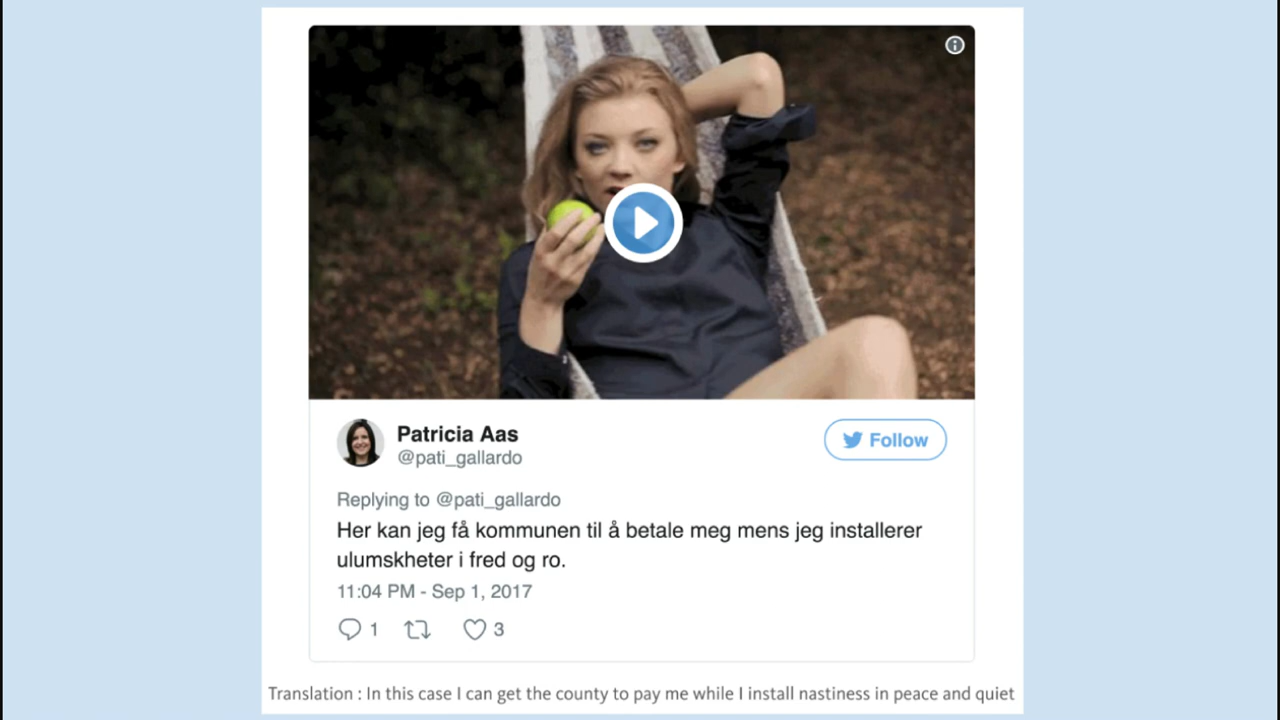 Patricia Aas
@pati_gallardo
Follow
Replying to @pati_gallardo
Her kan jeg få kommunen til å betale meg mens jeg installerer
ulumskheter i fred og ro.
11:04 PM - Sep 1, 2017
1
3
Translation : In this case I can get the county to pay me while I install nastiness in peace and quiet